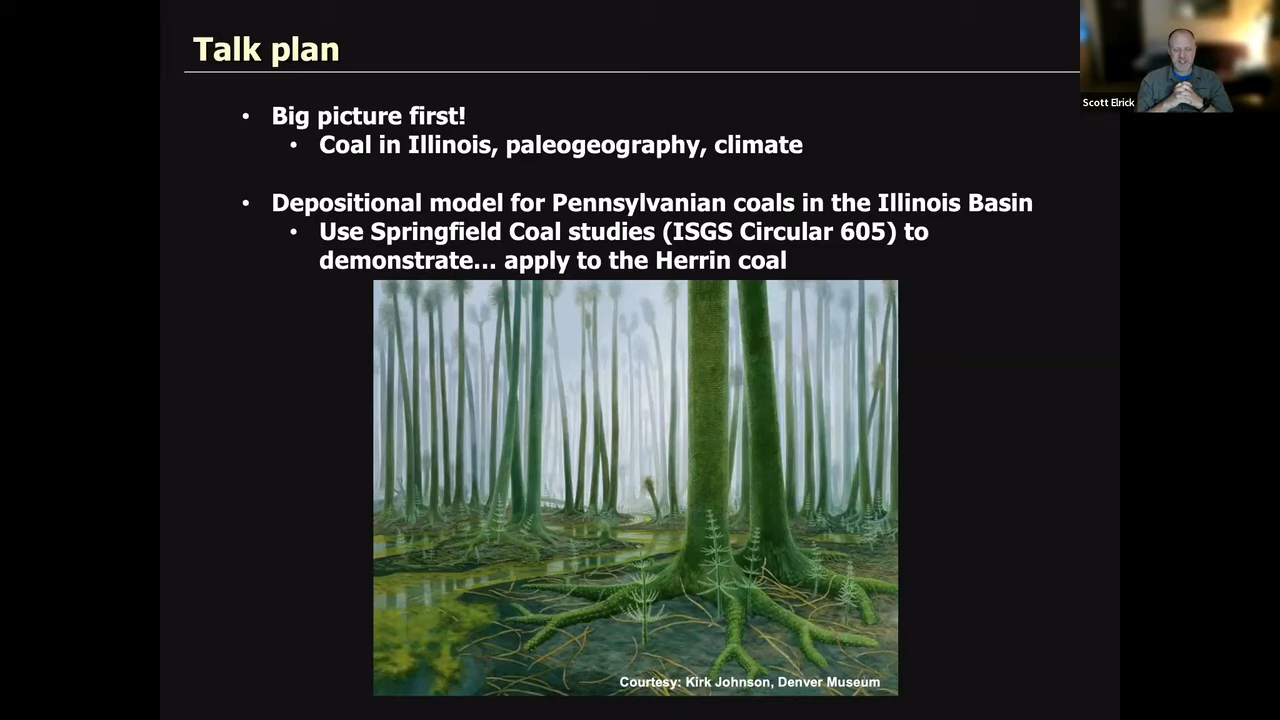 Talk plan
Scott Elrick
• Big picture first!
• Coal in Illinois, paleogeography, climate
• Depositional model for Pennsylvanian coals in the Illinois Basin
• Use Springfield Coal studies (ISGS Circular 605) to
demonstrate... apply to the Herrin coal
Courtesy: Kirk Johnson, Denver Museum